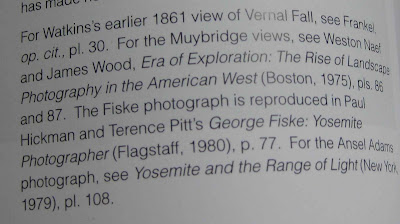 has made
For Watkins's earlier 1861 view of Vernal Fall, see Frankel,
op. cit., pl. 30. For the Muybridge views, see Weston Naef
and James Wood, Era of Exploration: The Rise of Landscape
Photography in the American West (Boston, 1975), pls. 86
and 87. The Fiske photograph is reproduced in Paul
Hickman and Terence Pitt's George Fiske: Yosemite
Photographer (Flagstaff, 1980), p. 77. For the Ansel Adams
photograph, see Yosemite and the Range of Light (New York,
1979), pl. 108.